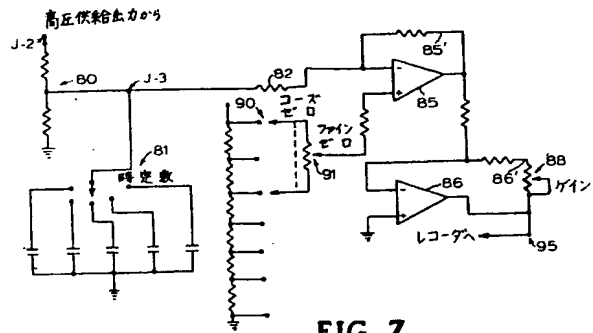 高圧供給出力から
J-2
80
J-3
82
85'
85
90
コーズ
ゼロ
ファイン
ゼロ
91
81
時定数
86'
88
ゲイン
86
レコーダへ
95
FIG. 7